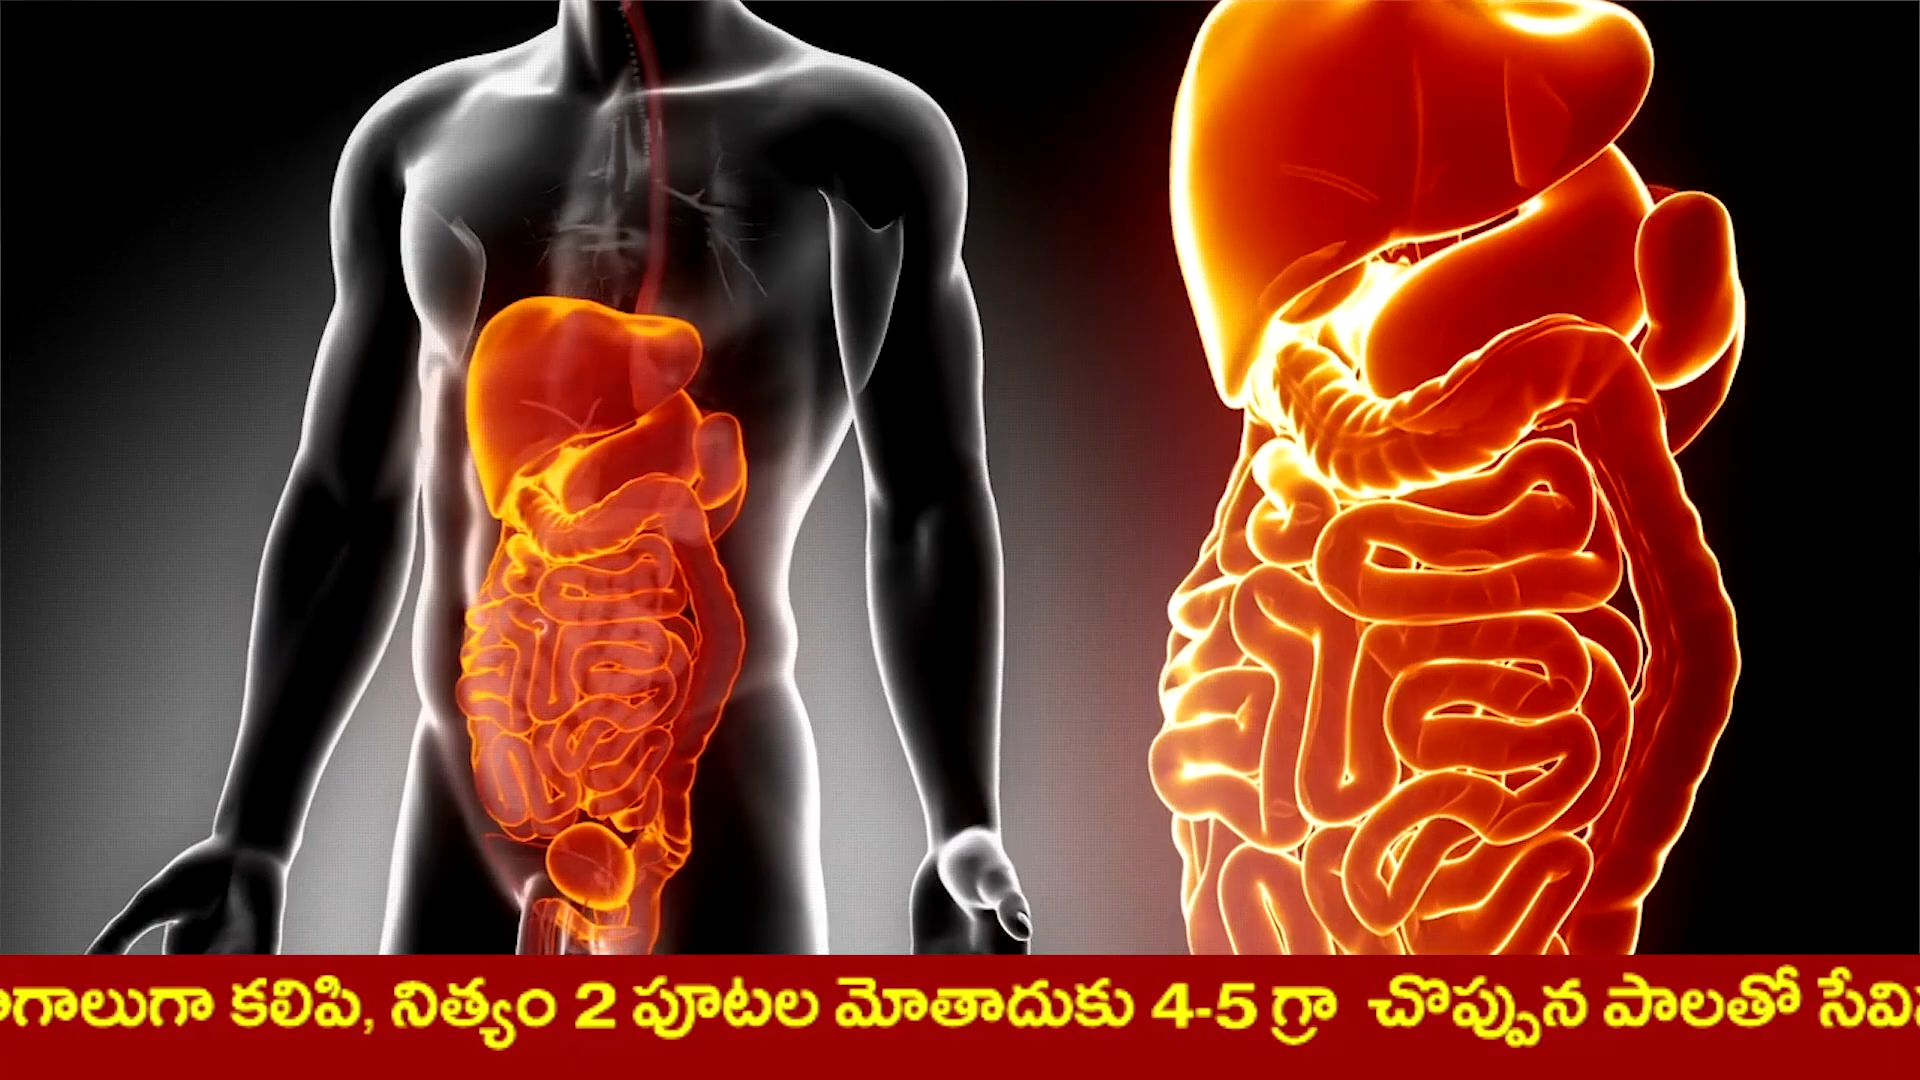 కలిపి, నిత్యం 2 పూటల మోతాదుకు 4-5 గ్రా చొప్పున పాలతో